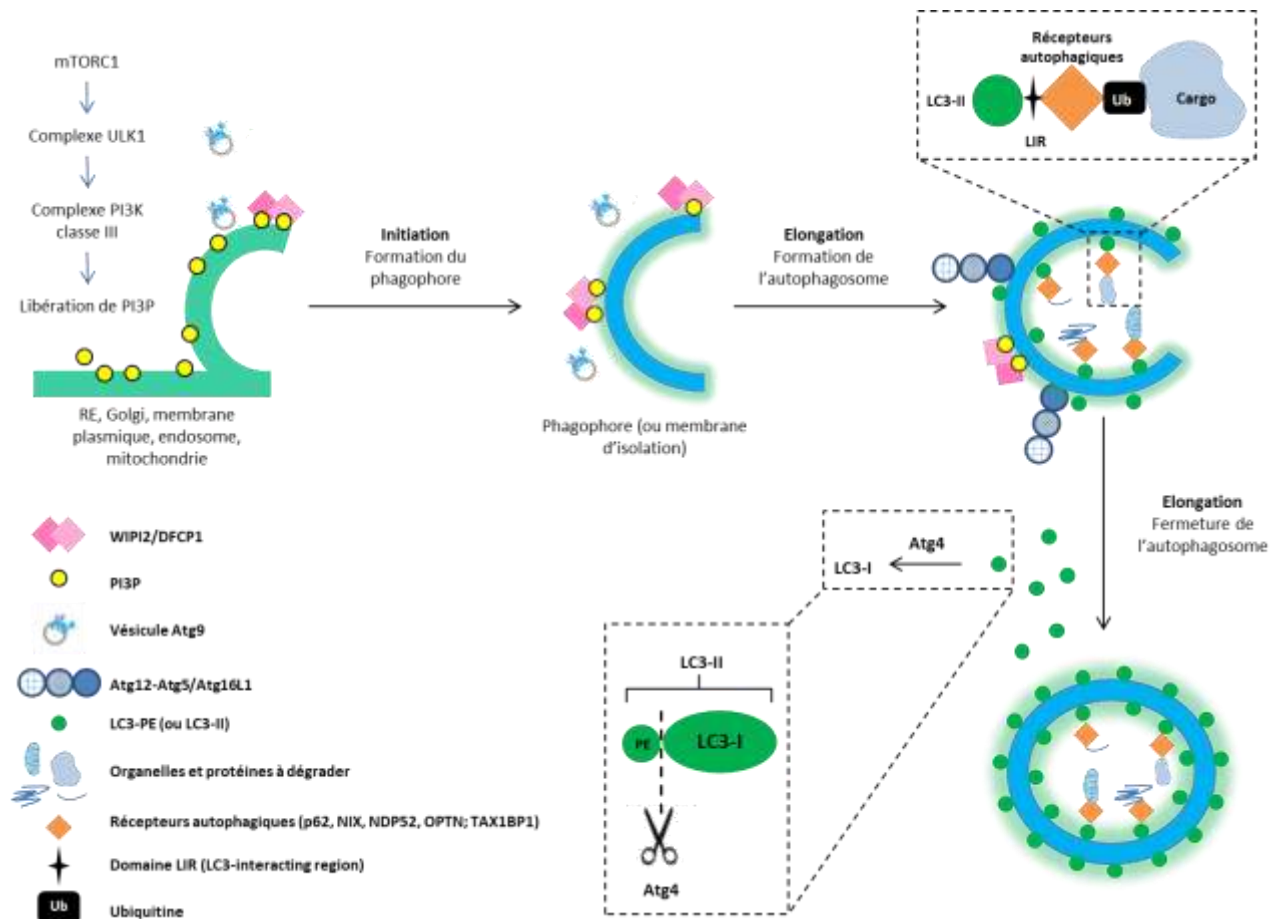 mTORC1
Complexe ULK1
Complexe PI3K
classe III
Libération de PI3P
RE, Golgi, membrane
plasmique, endosome,
mitochondrie
Initiation
Formation du
phagophore
Phagophore (ou membrane
d'isolation)
Elongation
Formation de
l'autophagosome
Récepteurs
autophagiques
LC3-II
LIR
Ub
Cargo
Elongation
Fermeture de
l'autophagosome
Atg4
LC3-I
LC3-II
PE
LC3-I
Atg4
WIPI2/DFCP1
PI3P
Vésicule Atg9
Atg12-Atg5/Atg16L1
LC3-PE (ou LC3-II)
Organelles et protéines à dégrader
Récepteurs autophagiques (p62, NIX, NDP52, OPTN; TAX1BP1)
Domaine LIR (LC3-interacting region)
Ub
Ubiquitine